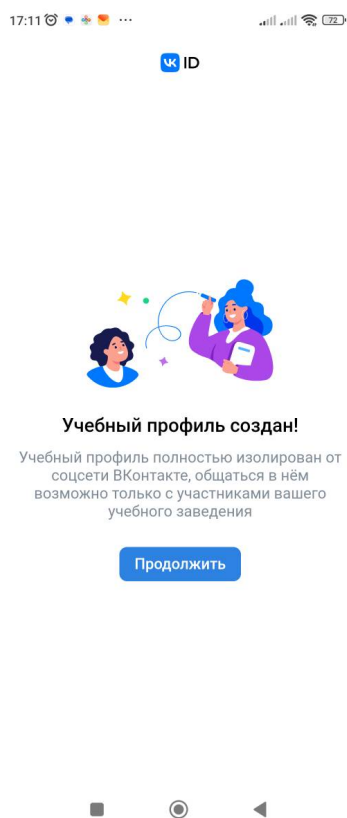 17:11
72
VK ID
Учебный профиль создан!
Учебный профиль полностью изолирован от
соцсети ВКонтакте, общаться в нём
возможно только с участниками вашего
учебного заведения
Продолжить